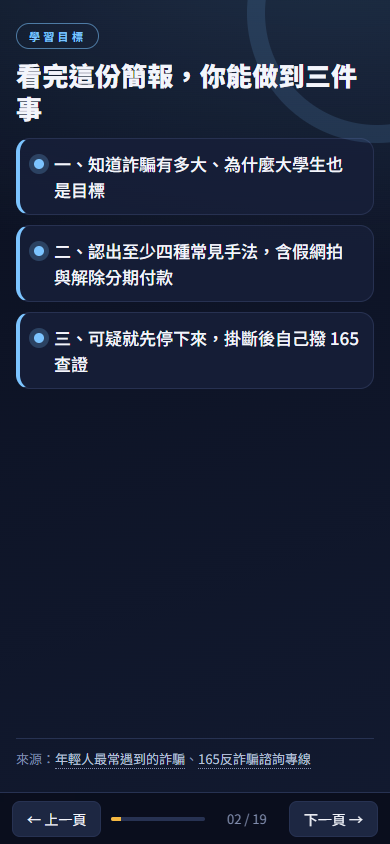 學習目標
看完這份簡報，你能做到三件
事
一、知道詐騙有多大、為什麼大學生也
是目標
二、認出至少四種常見手法，含假網拍
與解除分期付款
三、可疑就先停下來，掛斷後自己撥 165
查證
來源：年輕人最常遇到的詐騙、165反詐騙諮詢專線
← 上一頁
02 / 19
下一頁 →